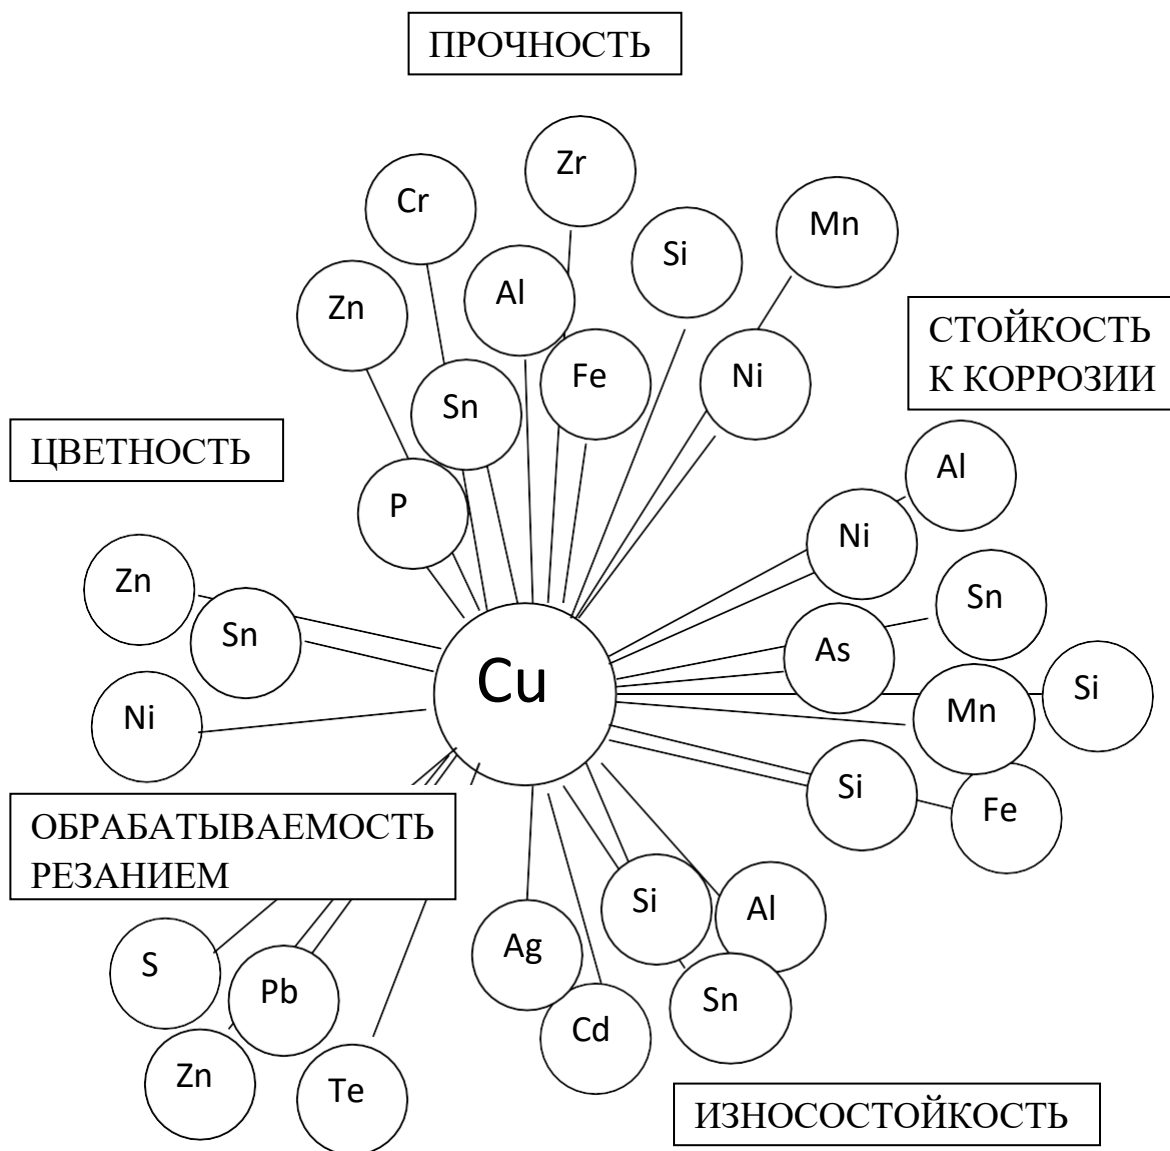 ПРОЧНОСТЬ
Zr
Cr
Mn
Si
Al
Zn
СТОЙКОСТЬ
К КОРРОЗИИ
Fe
Ni
Sn
ЦВЕТНОСТЬ
Al
P
Ni
Zn
Sn
Sn
As
Cu
Si
Ni
Mn
Si
Fe
ОБРАБАТЫВАЕМОСТЬ
РЕЗАНИЕМ
Si
Al
Ag
S
Pb
Sn
Cd
Zn
Te
ИЗНОСОСТОЙКОСТЬ